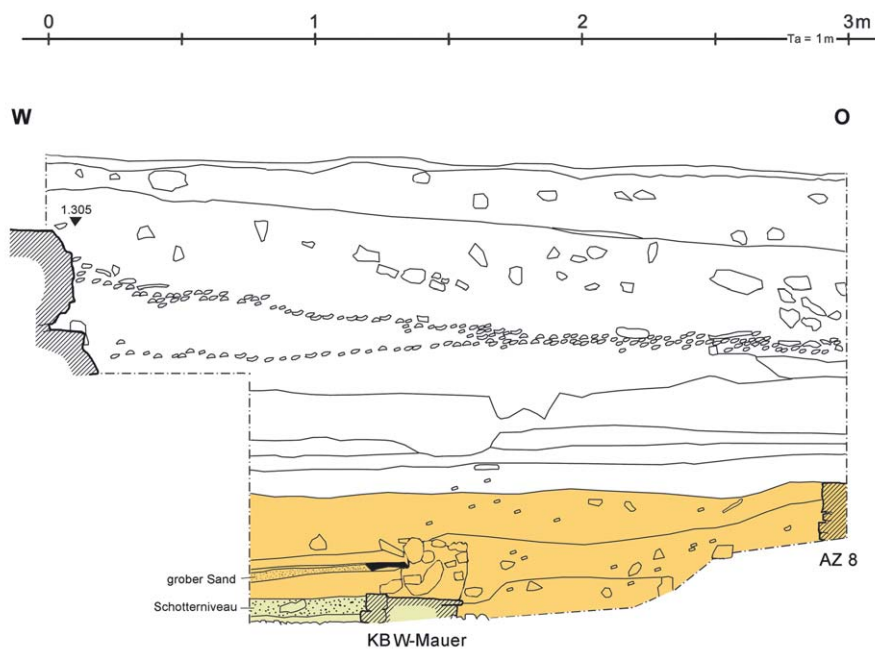 0 1 2 3m
Ta = 1m
W O
1.305
grober Sand
Schotterniveau
AZ 8
KB W-Mauer